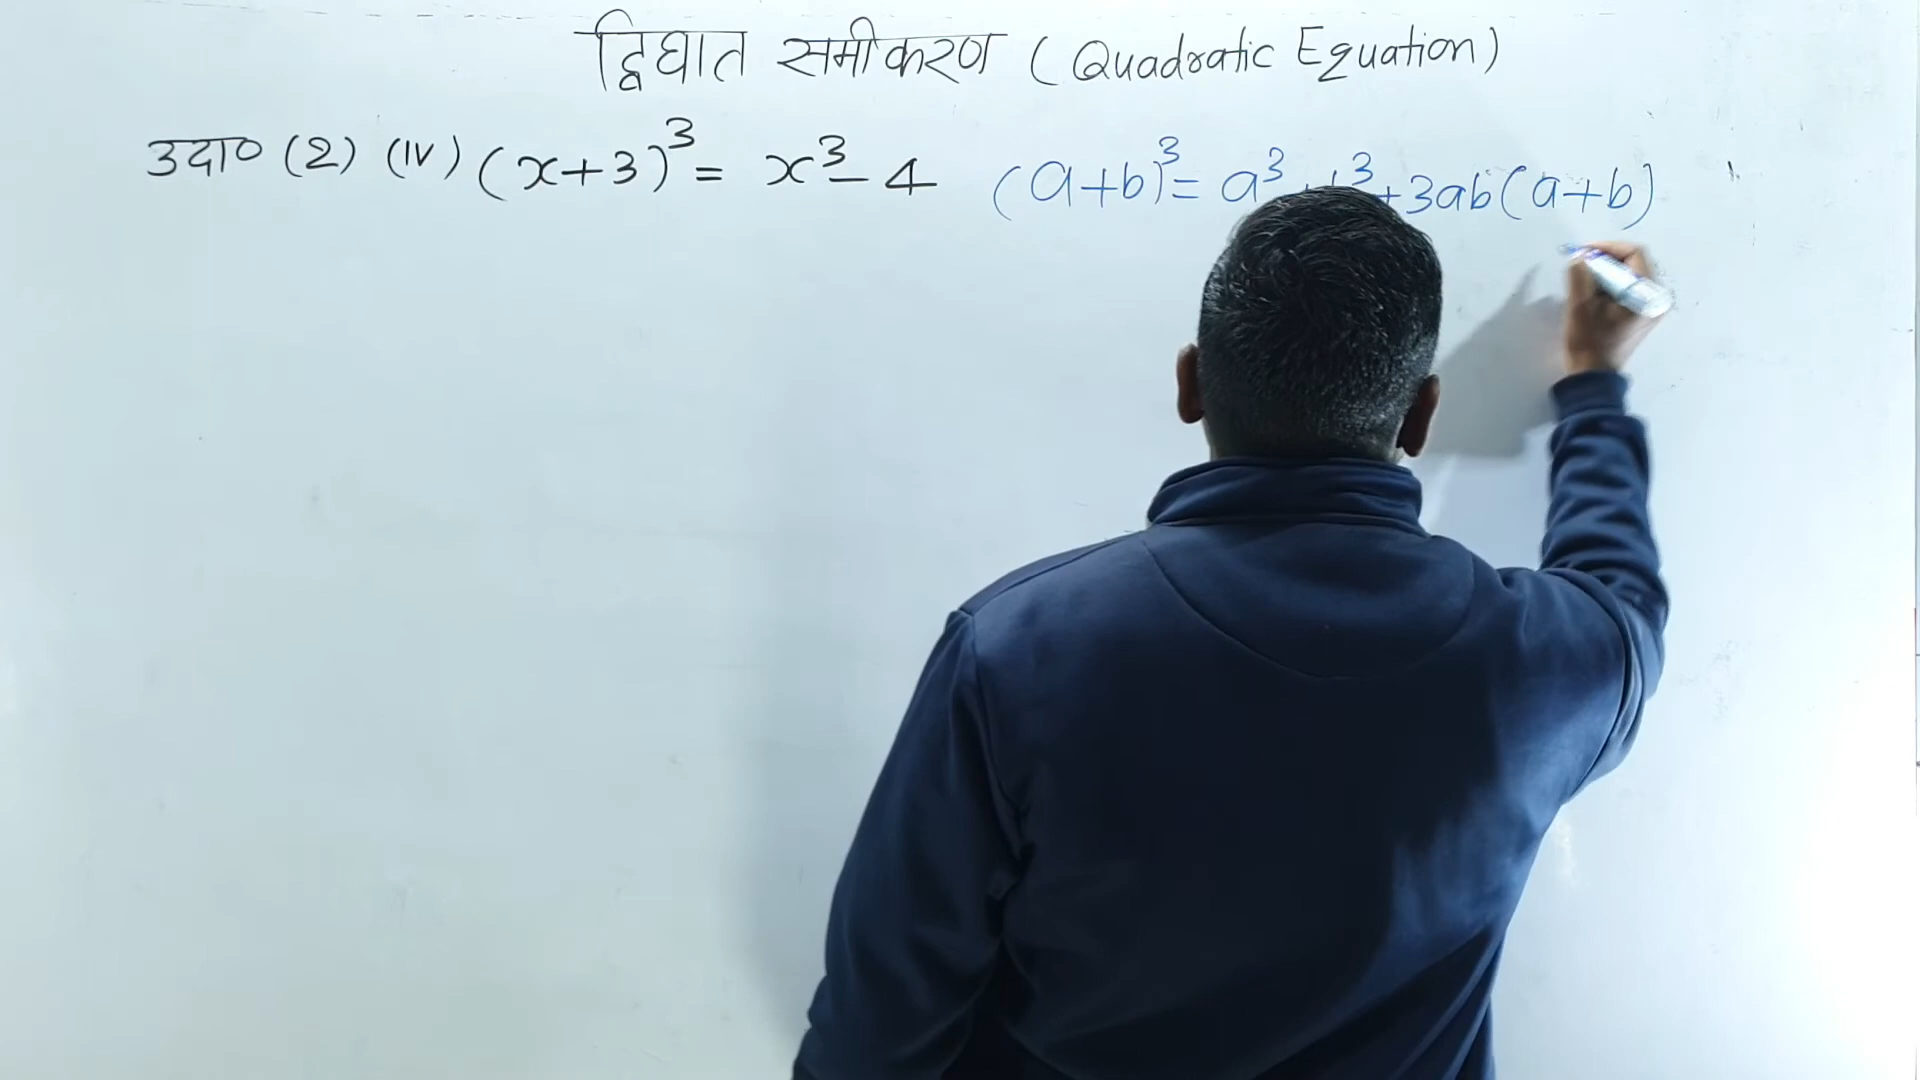 द्विघात समीकरण (Quadratic Equation)
उदा० (2) (iv) (x+3)³ = x³ - 4 (a+b)³ = a³ +3ab(a+b)